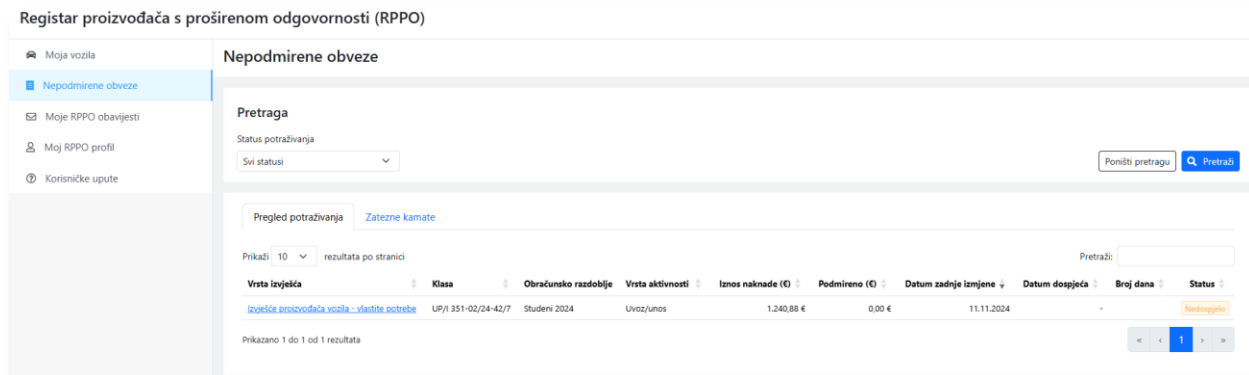 Registar proizvođača s proširenom odgovornosti (RPPO)
Moja vozila
Nepodmirene obveze
Moje RPPO obavijesti
Moj RPPO profil
Korisničke upute
Nepodmirene obveze
Pretraga
Status potraživanja
Svi statusi
Poništi pretragu Pretraži
Pregled potraživanja Zatezne kamate
Prikaži 10 rezultata po stranici Pretraži:
Vrsta izvješća Klasa Obračunsko razdoblje Vrsta aktivnosti Iznos naknade (€) Podmireno (€) Datum zadnje izmjene Datum dospjeća Broj dana Status
Izvješće proizvođača vozila - vlastite potrebe UP/I 351-02/24-42/7 Studeni 2024 Uvoz/unos 1.240,88 € 0,00 € 11.11.2024 - Nedospjelo
Prikazano 1 do 1 od 1 rezultata « ‹ 1 › »